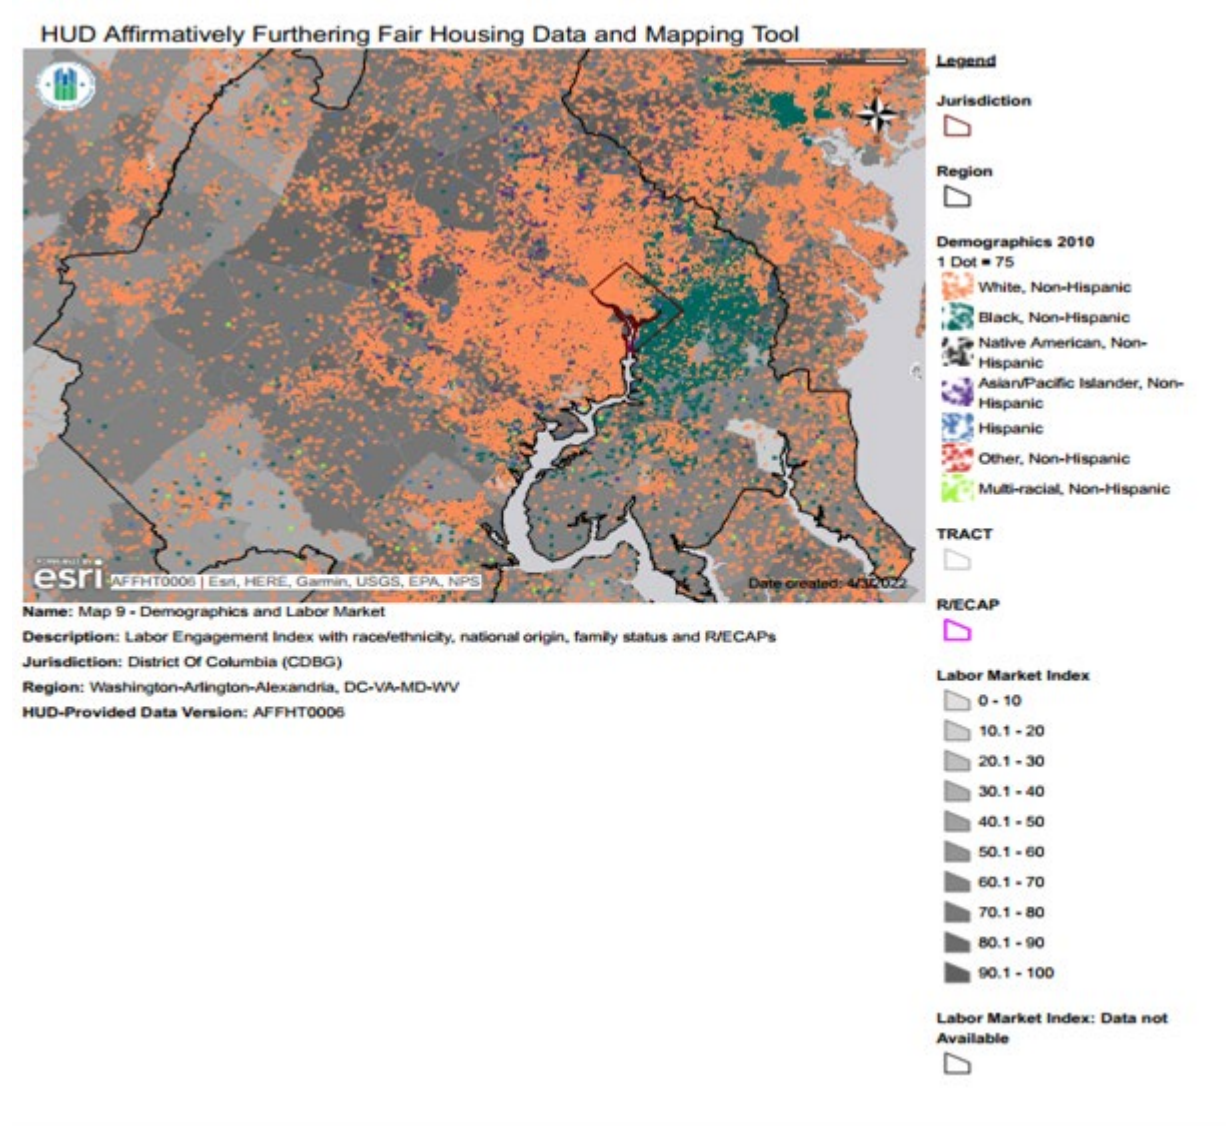 HUD Affirmatively Furthering Fair Housing Data and Mapping Tool
Legend
Jurisdiction
Region
Demographics 2010
1 Dot = 75
White, Non-Hispanic
Black, Non-Hispanic
Native American, Non-
Hispanic
Asian/Pacific Islander, Non-
Hispanic
Hispanic
Other, Non-Hispanic
Multi-racial, Non-Hispanic
TRACT
R/ECAP
Labor Market Index
0 - 10
10.1 - 20
20.1 - 30
30.1 - 40
40.1 - 50
50.1 - 60
60.1 - 70
70.1 - 80
80.1 - 90
90.1 - 100
Labor Market Index: Data not
Available
POWERED BY
esri
AFFHT0006 | Esri, HERE, Garmin, USGS, EPA, NPS
Date created: 4/3/2022
Name: Map 9 - Demographics and Labor Market
Description: Labor Engagement Index with race/ethnicity, national origin, family status and R/ECAPs
Jurisdiction: District Of Columbia (CDBG)
Region: Washington-Arlington-Alexandria, DC-VA-MD-WV
HUD-Provided Data Version: AFFHT0006